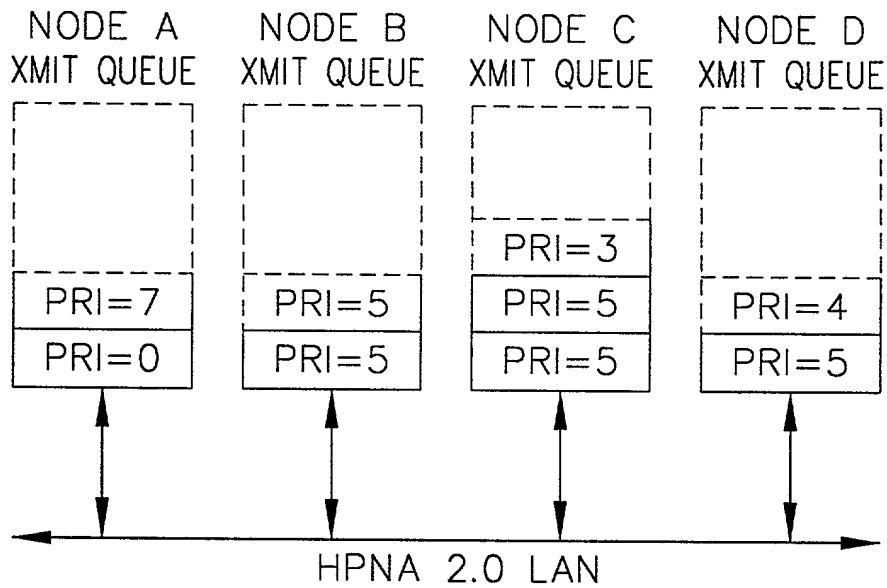 NODE A
XMIT QUEUE
PRI=7
PRI=0
NODE B
XMIT QUEUE
PRI=5
PRI=5
NODE C
XMIT QUEUE
PRI=3
PRI=5
PRI=5
NODE D
XMIT QUEUE
PRI=4
PRI=5
HPNA 2.0 LAN